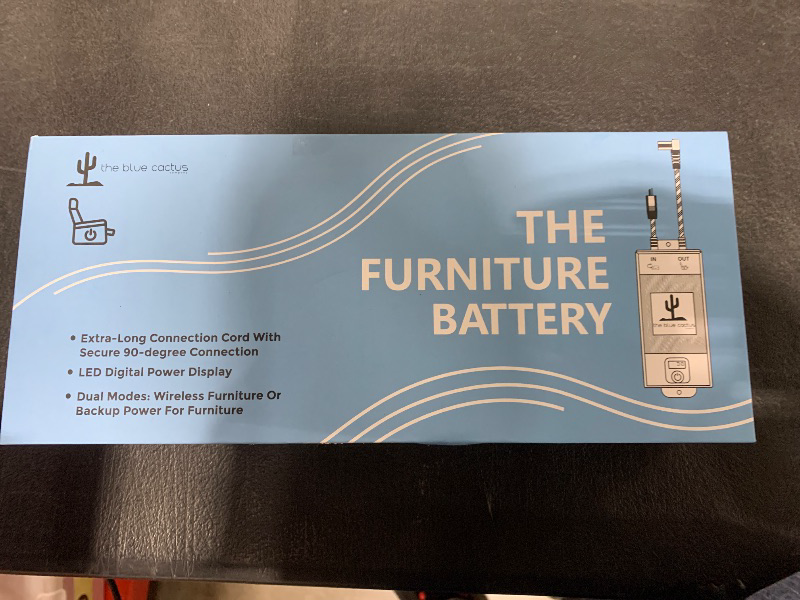 the blue cactus
THE
FURNITURE
BATTERY
• Extra-Long Connection Cord With
Secure 90-degree Connection
• LED Digital Power Display
• Dual Modes: Wireless Furniture Or
Backup Power For Furniture
IN OUT
the blue cactus